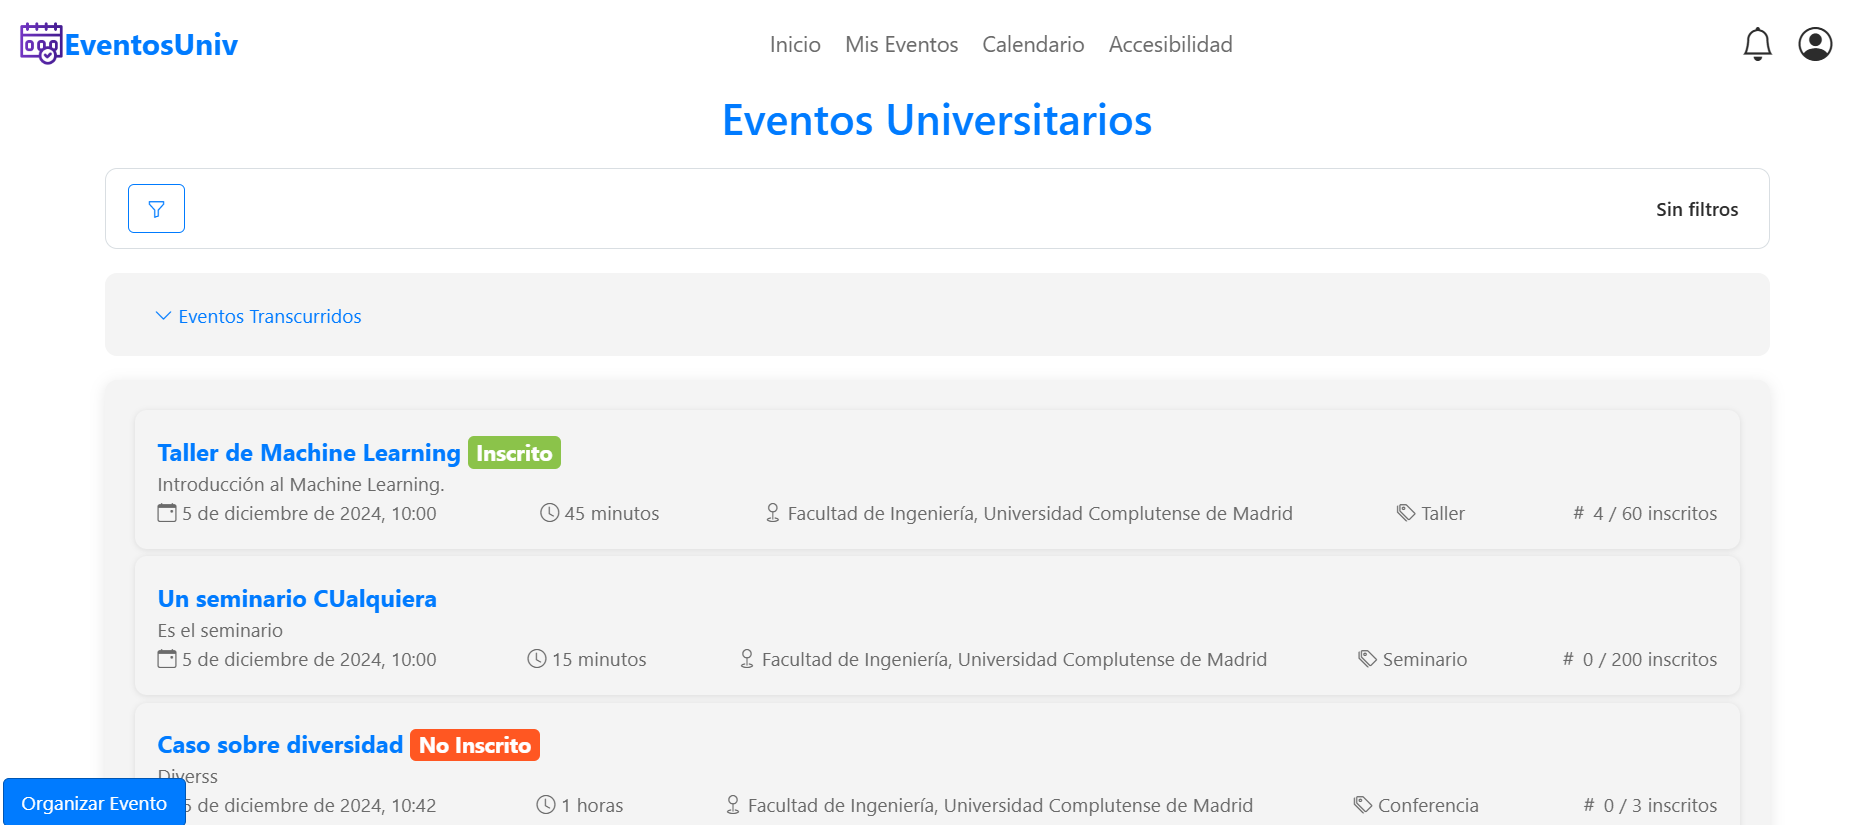 EventosUniv
Inicio Mis Eventos Calendario Accesibilidad
Eventos Universitarios
Sin filtros
Eventos Transcurridos
Taller de Machine Learning Inscrito
Introducción al Machine Learning.
5 de diciembre de 2024, 10:00 45 minutos Facultad de Ingeniería, Universidad Complutense de Madrid Taller # 4 / 60 inscritos
Un seminario CUalquiera
Es el seminario
5 de diciembre de 2024, 10:00 15 minutos Facultad de Ingeniería, Universidad Complutense de Madrid Seminario # 0 / 200 inscritos
Caso sobre diversidad No Inscrito
Diverss
5 de diciembre de 2024, 10:42 1 horas Facultad de Ingeniería, Universidad Complutense de Madrid Conferencia # 0 / 3 inscritos
Organizar Evento